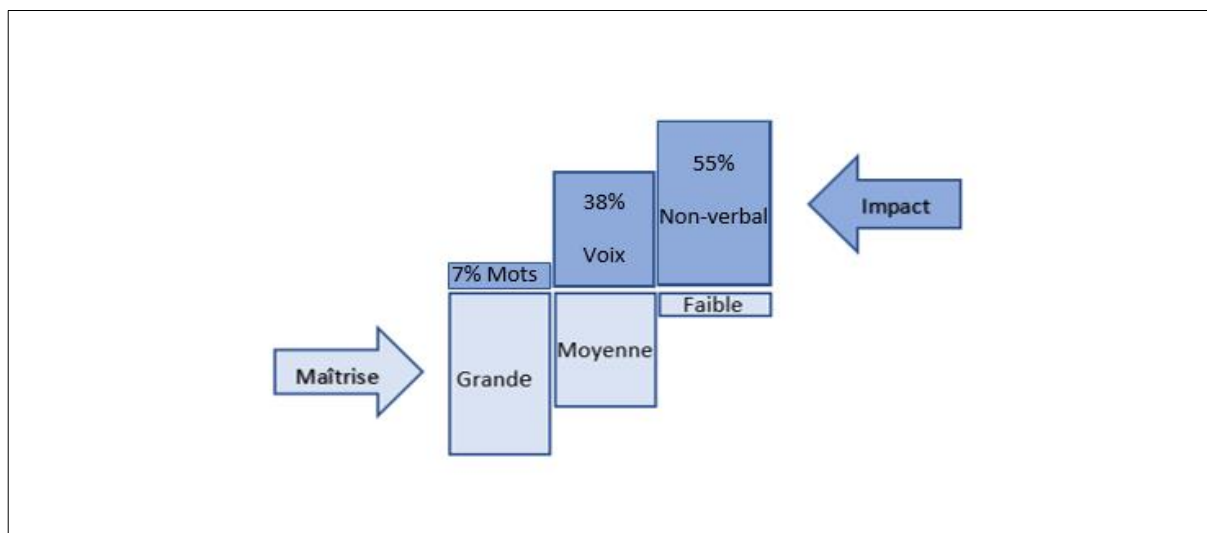 55%
Non-verbal
38%
Voix
7% Mots
Impact
Faible
Moyenne
Grande
Maîtrise